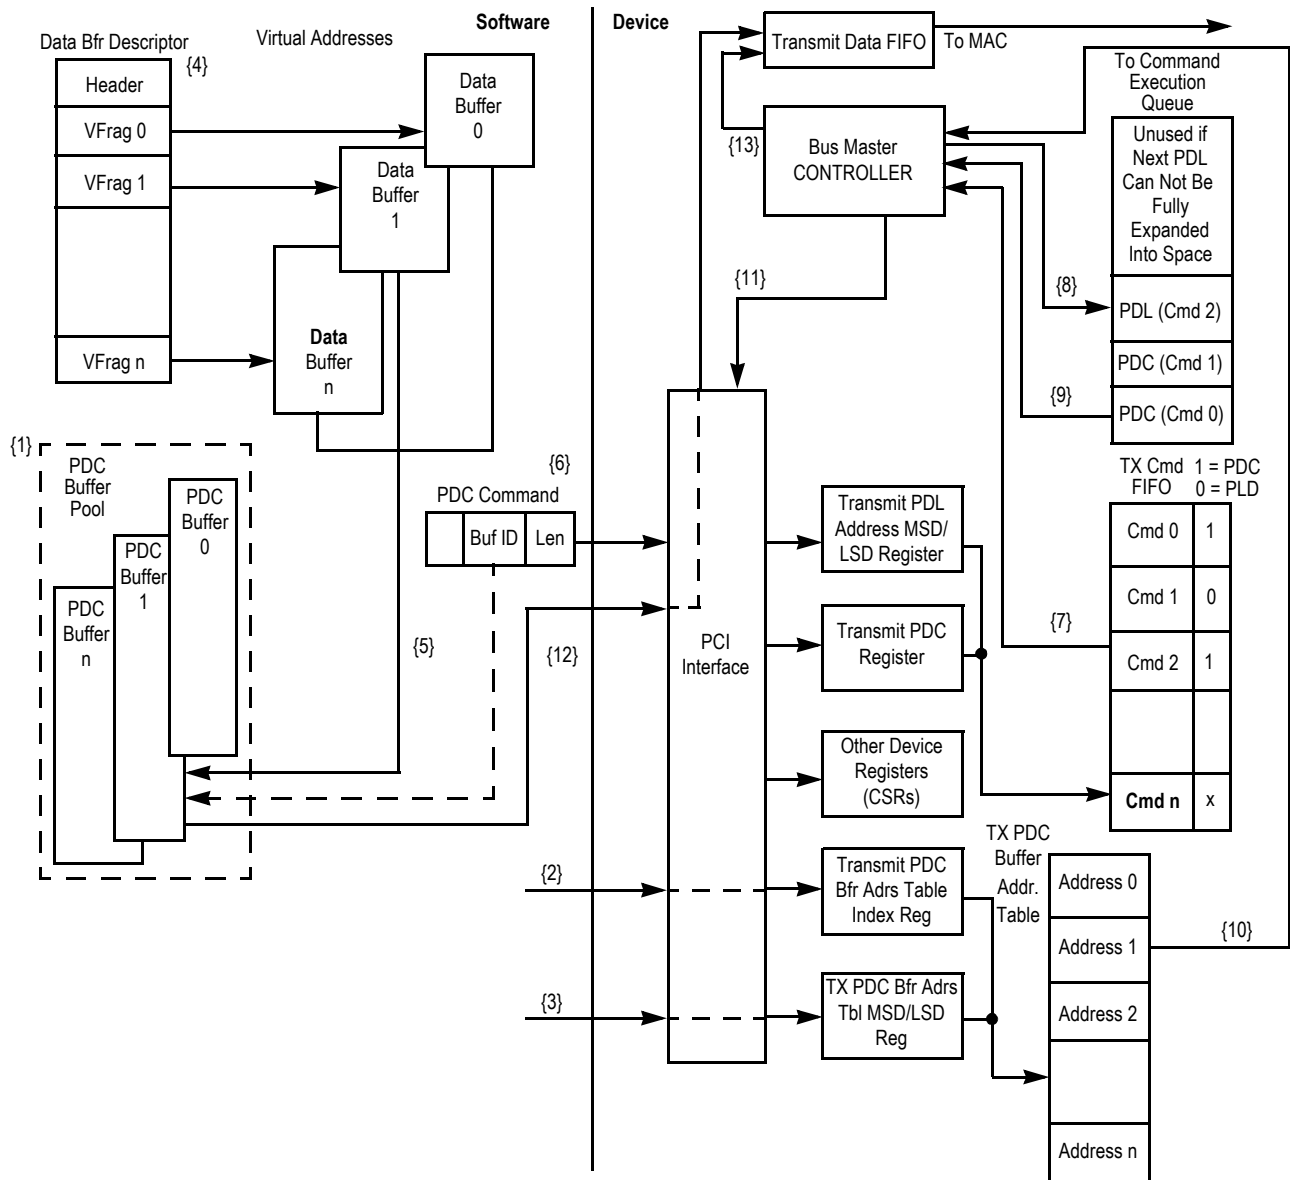 Software
Device
Data Bfr Descriptor
{4}
Virtual Addresses
Header
VFrag 0
VFrag 1
VFrag n
Data
Buffer
0
Data
Buffer
1
Data
Buffer
n
{1}
PDC
Buffer
Pool
PDC
Buffer
0
PDC
Buffer
1
PDC
Buffer
n
{5}
{6}
PDC Command
Buf ID
Len
{12}
{2}
{3}
Transmit Data FIFO
To MAC
{13}
Bus Master
CONTROLLER
{11}
To Command
Execution
Queue
Unused if
Next PDL
Can Not Be
Fully
Expanded
Into Space
{8}
PDL (Cmd 2)
PDC (Cmd 1)
{9}
PDC (Cmd 0)
PCI
Interface
Transmit PDL
Address MSD/
LSD Register
Transmit PDC
Register
Other Device
Registers
(CSRs)
Transmit PDC
Bfr Adrs Table
Index Reg
TX PDC Bfr Adrs
Tbl MSD/LSD
Reg
TX Cmd
FIFO
1 = PDC
0 = PLD
Cmd 0
1
Cmd 1
0
{7}
Cmd 2
1
Cmd n
x
TX PDC
Buffer
Addr.
Table
Address 0
Address 1
{10}
Address 2
Address n